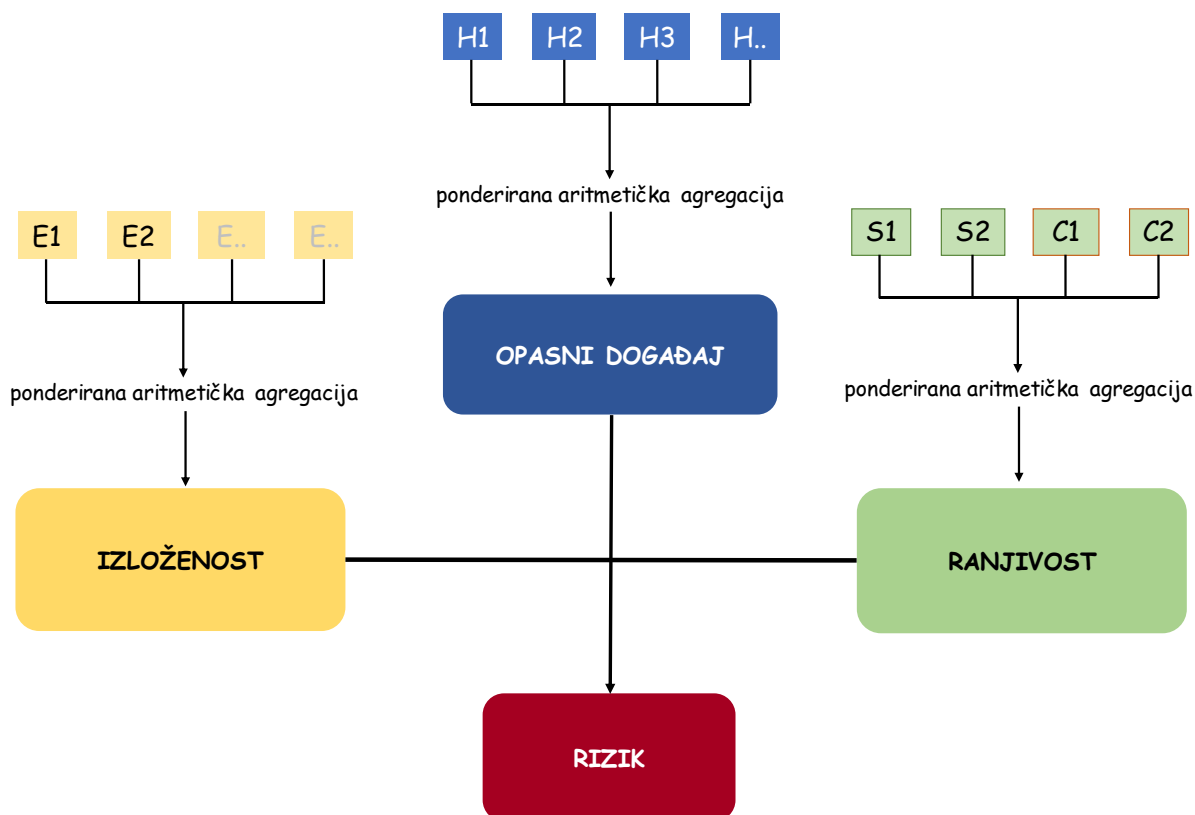 H1 H2 H3 H..
ponderirana aritmetička agregacija
E1 E2 E.. E..
S1 S2 C1 C2
OPASNI DOGAĐAJ
ponderirana aritmetička agregacija
ponderirana aritmetička agregacija
IZLOŽENOST
RANJIVOST
RIZIK